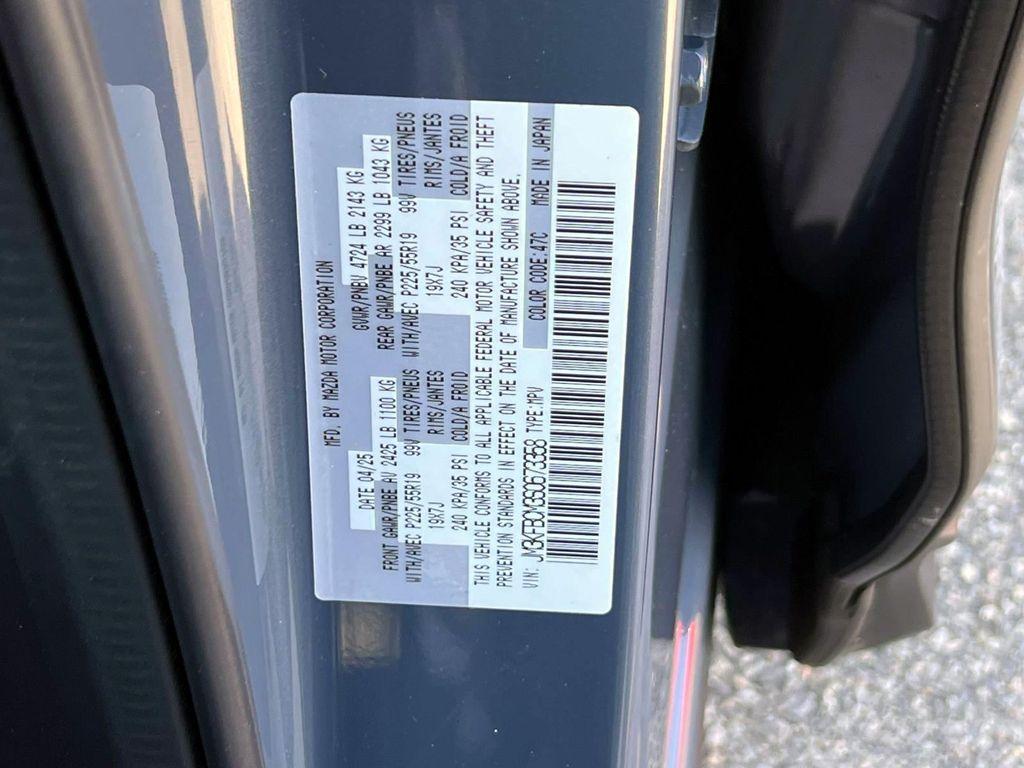 MFD. BY MAZDA MOTOR CORPORATION
DATE 04/25 GVWR/PNBV 4724 LB 2143 KG
FRONT GAWR/PNBE AV 2425 LB 1100 KG REAR GAWR/PNBE AR 2299 LB 1043 KG
WITH/AVEC P225/55R19 99V TIRES/PNEUS WITH/AVEC P225/55R19 99V TIRES/PNEUS
19X7J RIMS/JANTES 19X7J RIMS/JANTES
240 KPA/35 PSI COLD/A FROID 240 KPA/35 PSI COLD/A FROID
THIS VEHICLE CONFORMS TO ALL APPLICABLE FEDERAL MOTOR VEHICLE SAFETY AND THEFT
PREVENTION STANDARDS IN EFFECT ON THE DATE OF MANUFACTURE SHOWN ABOVE.
VIN: TYPE:MPV COLOR CODE:47C MADE IN JAPAN